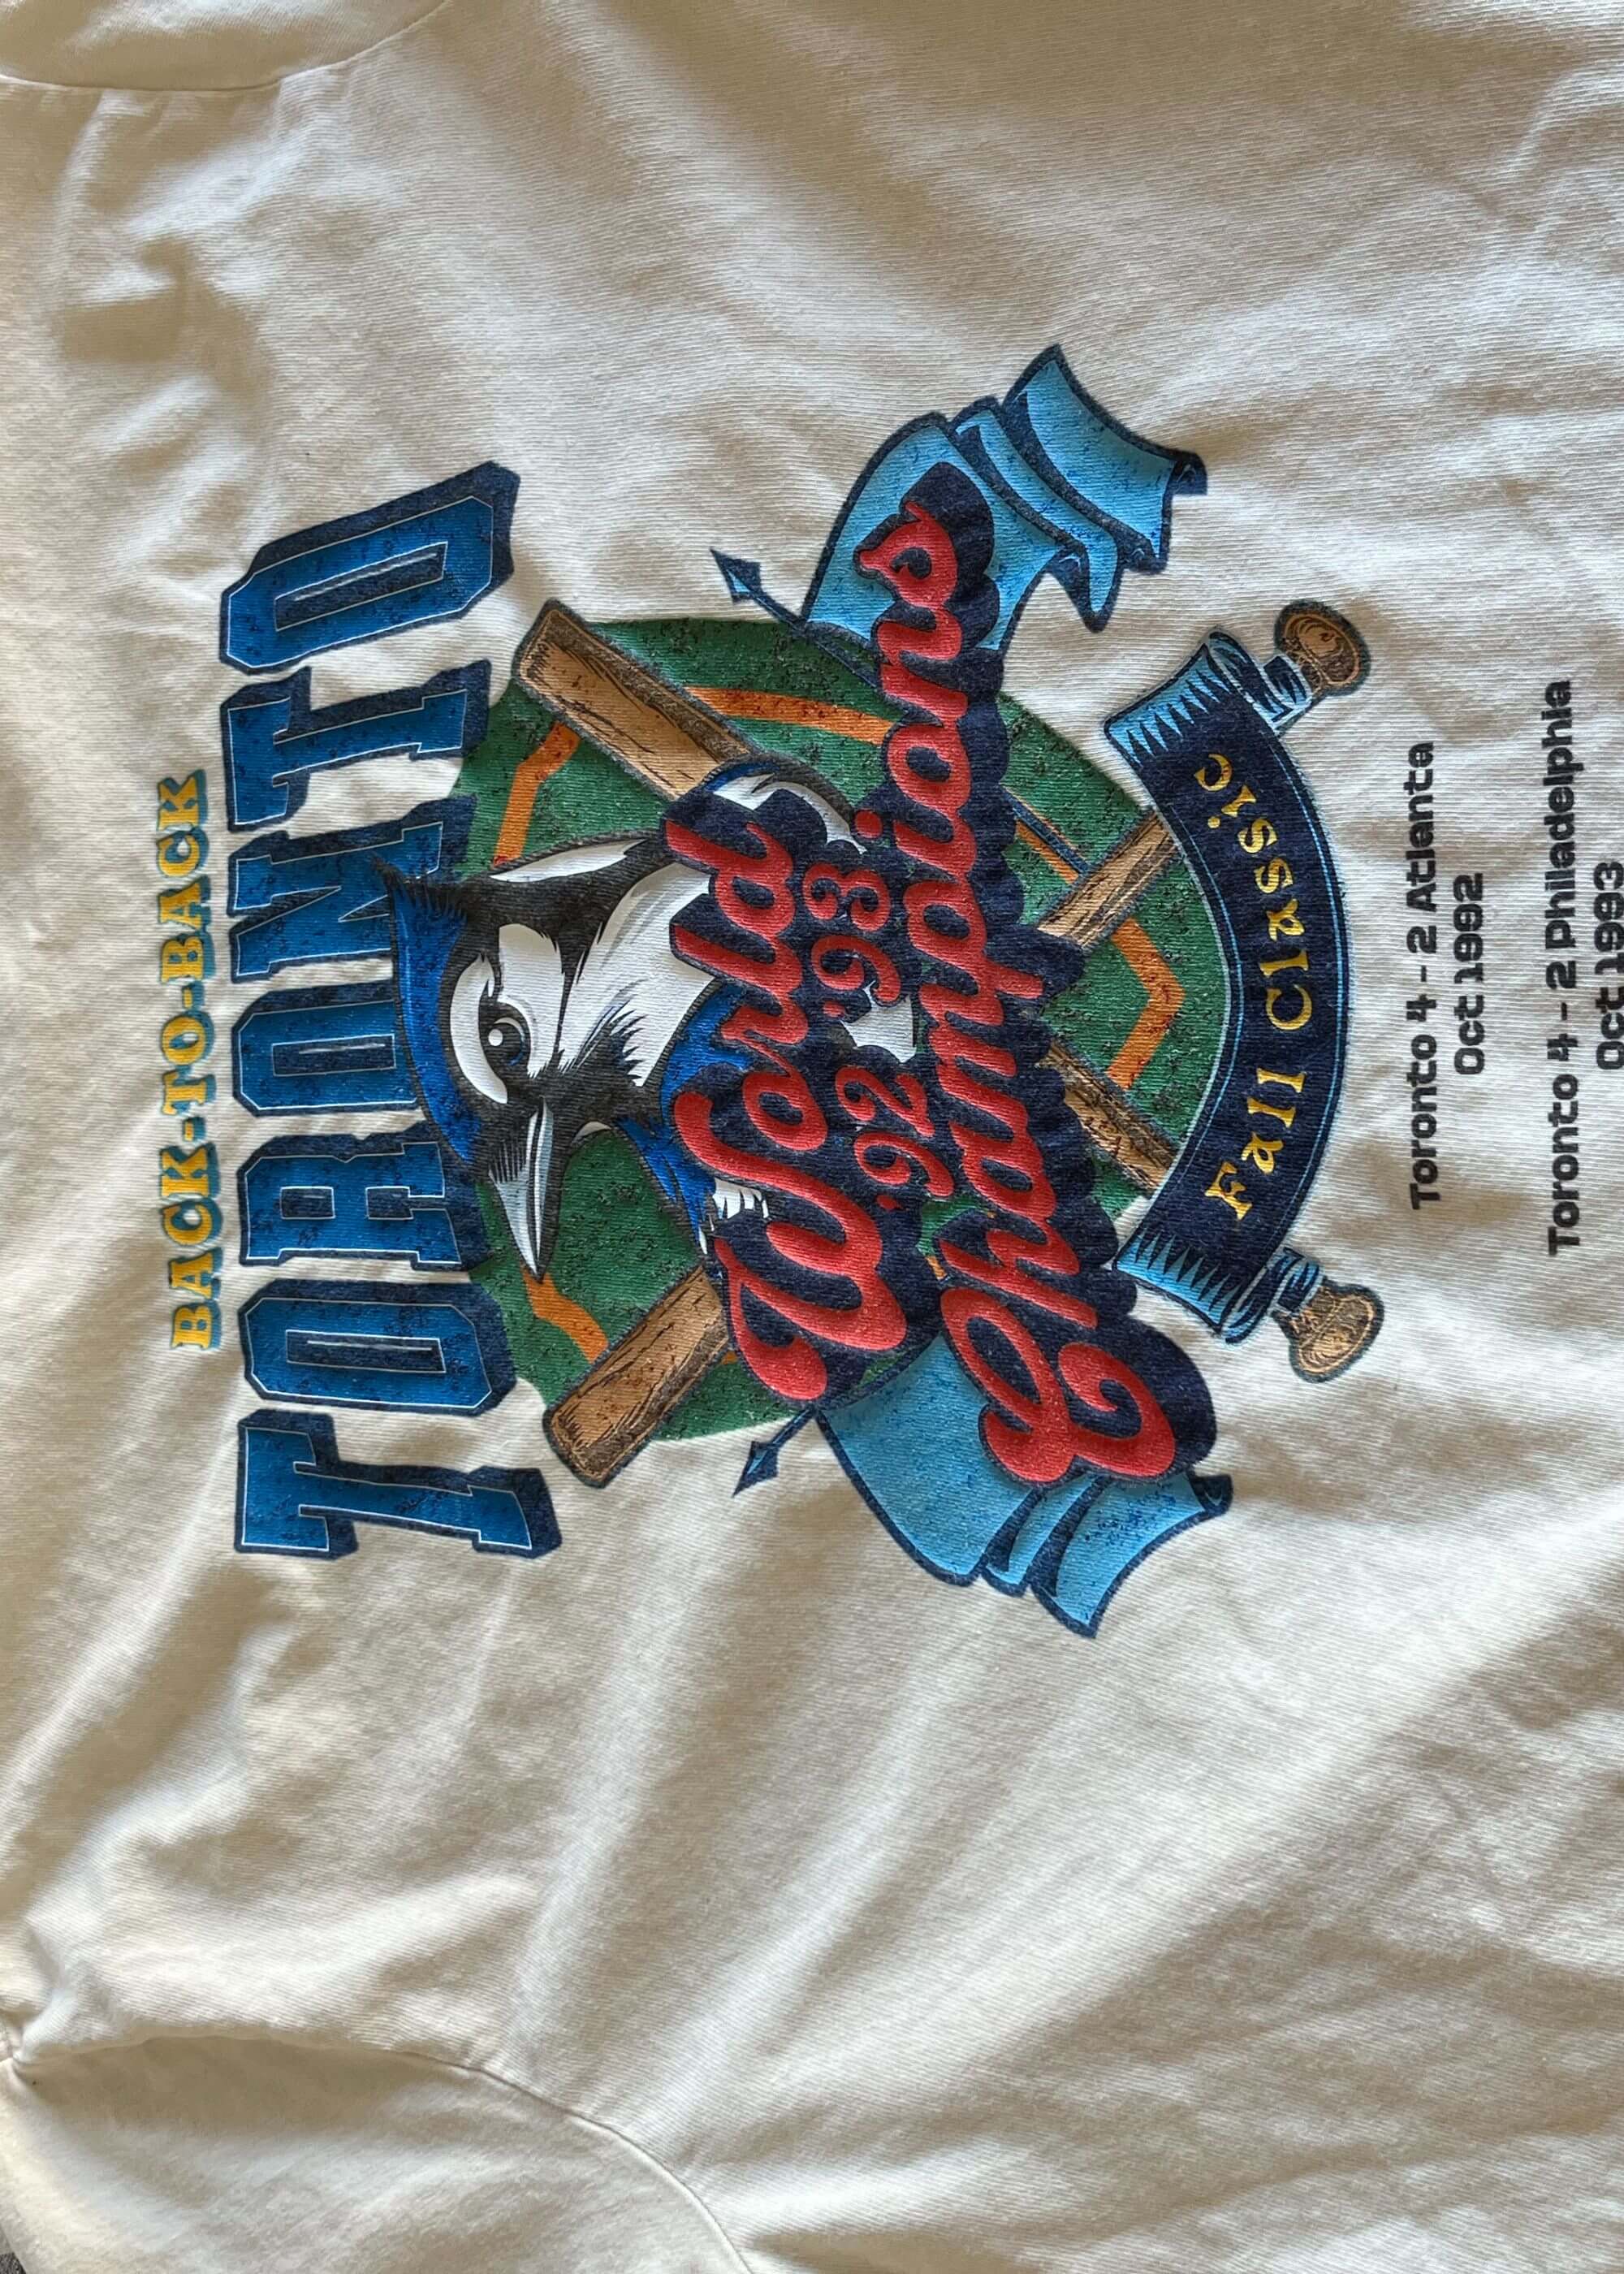 BACK-TO-BACK
TORONTO
World
'92 '93
Champions
Fall Classic
Toronto 4-2 Atlanta
Oct 1992
Toronto 4-2 Philadelphia
Oct 1993